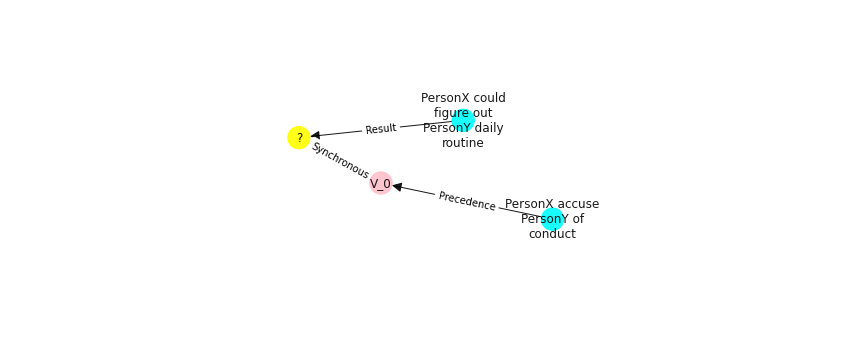 PersonX could
figure out
PersonY daily
routine
Result
?
Synchronous
V_0
Precedence
PersonX accuse
PersonY of
conduct